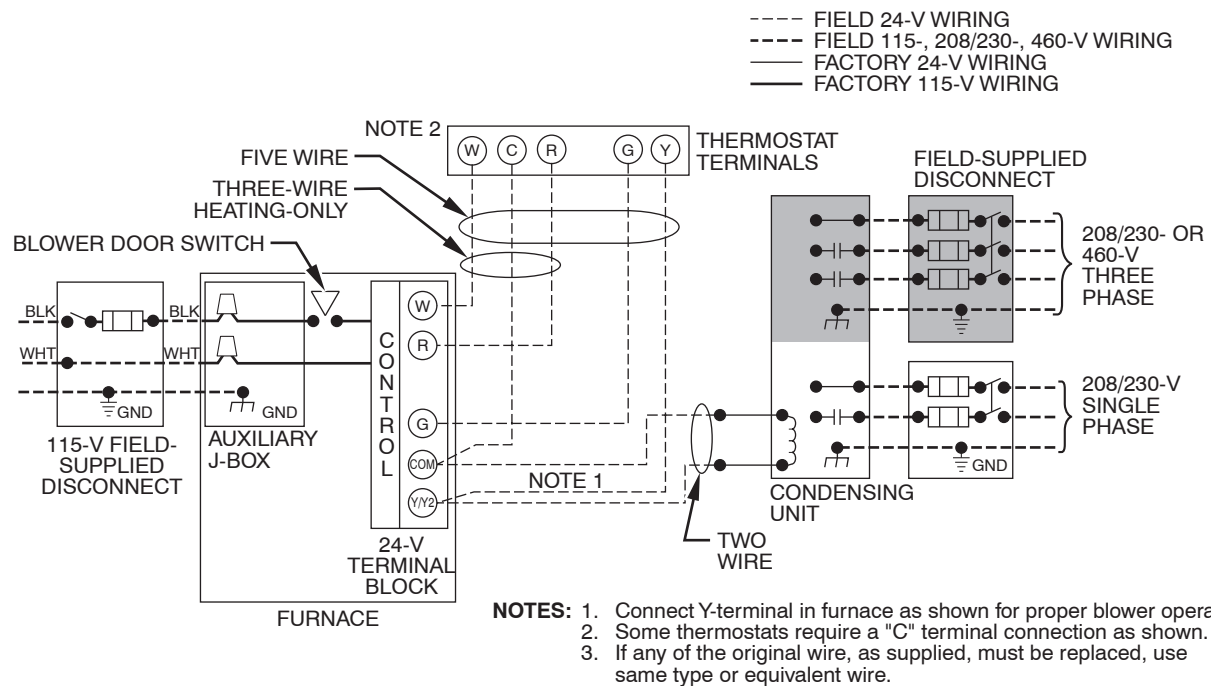 FIELD 24-V WIRING
FIELD 115-, 208/230-, 460-V WIRING
FACTORY 24-V WIRING
FACTORY 115-V WIRING
NOTE 2
W C R G Y
THERMOSTAT
TERMINALS
FIVE WIRE
THREE-WIRE
HEATING-ONLY
BLOWER DOOR SWITCH
FIELD-SUPPLIED
DISCONNECT
208/230- OR
460-V
THREE
PHASE
BLK
BLK
WHT
WHT
GND
GND
115-V FIELD-
SUPPLIED
DISCONNECT
AUXILIARY
J-BOX
CONTROL
W
R
G
COM
Y/Y2
NOTE 1
24-V
TERMINAL
BLOCK
FURNACE
TWO
WIRE
CONDENSING
UNIT
208/230-V
SINGLE
PHASE
GND
NOTES: 1. Connect Y-terminal in furnace as shown for proper blower opera
2. Some thermostats require a "C" terminal connection as shown.
3. If any of the original wire, as supplied, must be replaced, use
same type or equivalent wire.